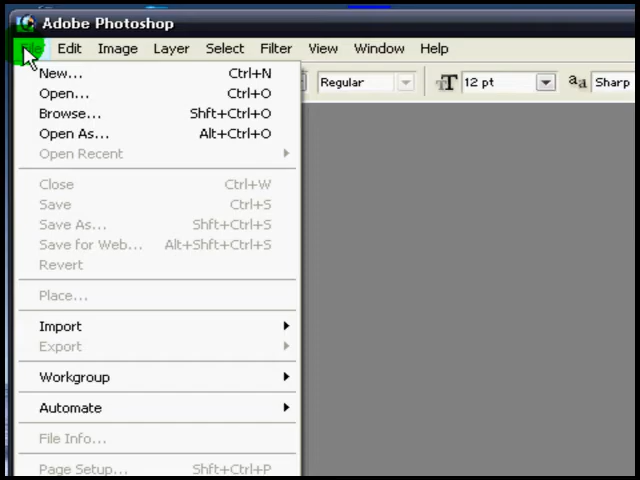 Adobe Photoshop
File Edit Image Layer Select Filter View Window Help
Regular 12 pt aa Sharp
New... Ctrl+N
Open... Ctrl+O
Browse... Shft+Ctrl+O
Open As... Alt+Ctrl+O
Open Recent
Close Ctrl+W
Save Ctrl+S
Save As... Shft+Ctrl+S
Save for Web... Alt+Shft+Ctrl+S
Revert
Place...
Import
Export
Workgroup
Automate
File Info...
Page Setup... Shft+Ctrl+P